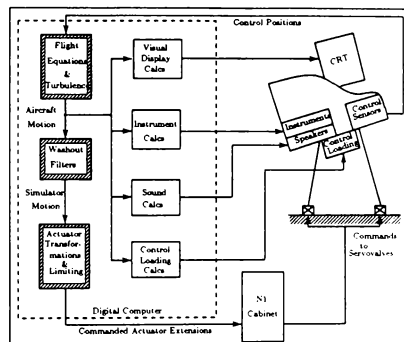 Control Positions
Flight
Equations
&
Turbulence
Visual
Display
Calcs
CRT
Aircraft
Motion
Instrument
Calcs
Instruments
Speakers
Control
Sensors
Control
Loading
Washout
Filters
Simulator
Motion
Sound
Calcs
Actuator
Transfor-
mations
&
Limiting
Control
Loading
Calcs
Commands
to
Servovalves
Digital Computer
N1
Cabinet
Commanded Actuator Extensions